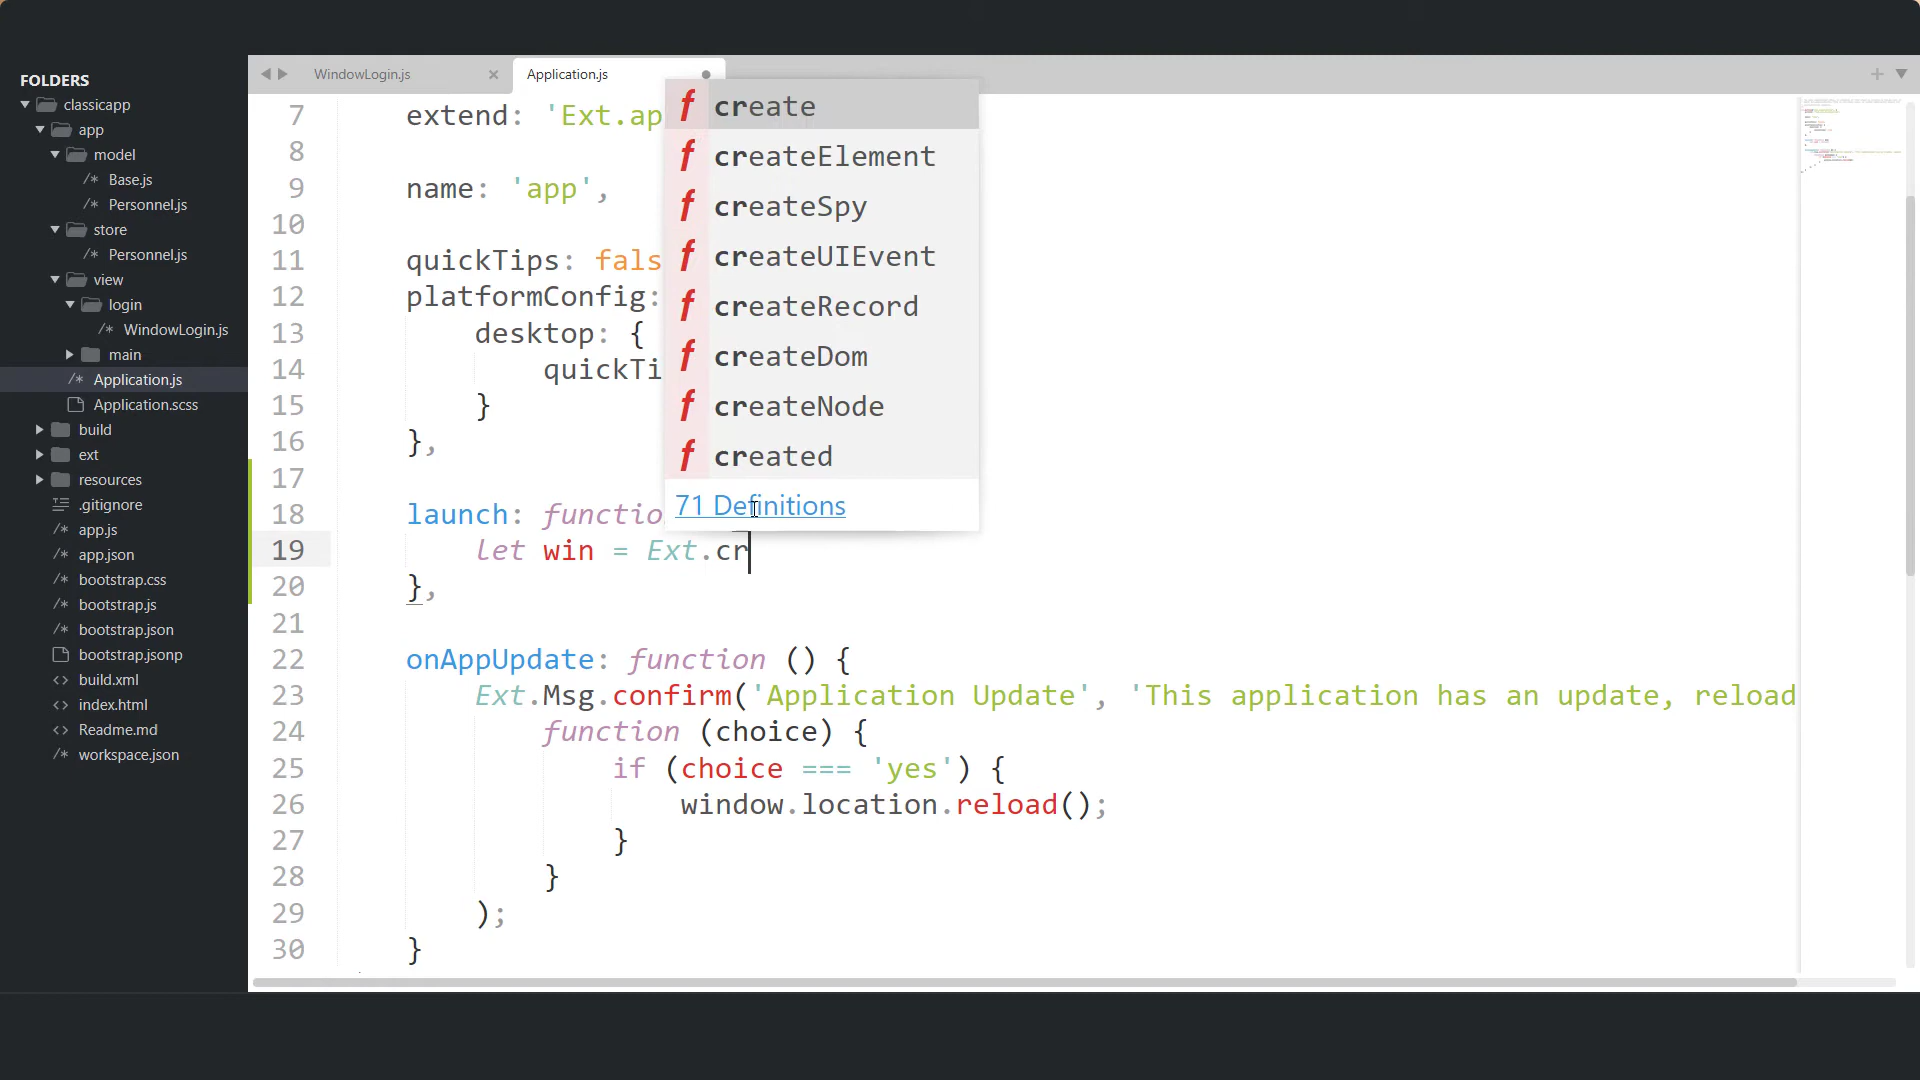 FOLDERS
classicapp
app
model
/* Base.js
/* Personnel.js
store
/* Personnel.js
view
login
/* WindowLogin.js
main
/* Application.js
Application.scss
build
ext
resources
.gitignore
/* app.js
/* app.json
/* bootstrap.css
/* bootstrap.js
/* bootstrap.json
bootstrap.jsonp
<> build.xml
<> index.html
<> Readme.md
/* workspace.json
WindowLogin.js ×
Application.js
7 extend: 'Ext.ap
8
9 name: 'app',
10
11 quickTips: fals
12 platformConfig:
13 desktop: {
14 quickTi
15 }
16 },
17
18 launch: functio
19 let win = Ext.cr
20 },
21
22 onAppUpdate: function () {
23 Ext.Msg.confirm('Application Update', 'This application has an update, reload
24 function (choice) {
25 if (choice === 'yes') {
26 window.location.reload();
27 }
28 }
29 );
30 }
f create
f createElement
f createSpy
f createUIEvent
f createRecord
f createDom
f createNode
f created
71 Definitions